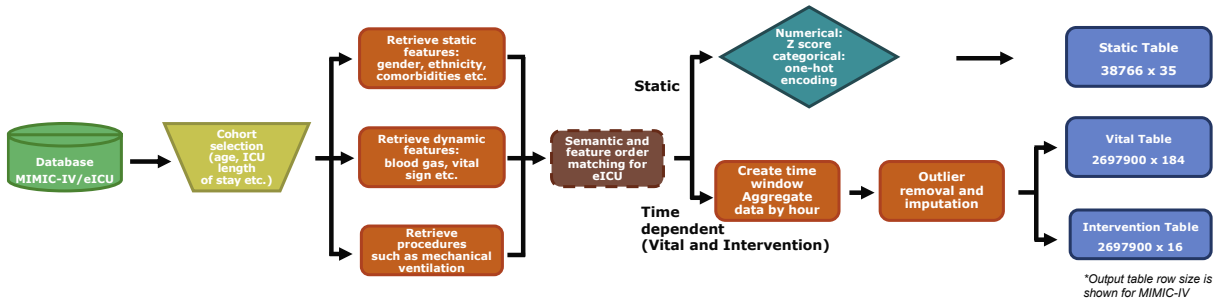 Database
MIMIC-IV/eICU
Cohort
selection
(age, ICU
length
of stay etc.)
Retrieve static
features:
gender, ethnicity,
comorbidities etc.
Retrieve dynamic
features:
blood gas, vital
sign etc.
Retrieve
procedures
such as mechanical
ventilation
Semantic and
feature order
matching for
eICU
Static
Time
dependent
(Vital and Intervention)
Numerical:
Z score
categorical:
one-hot
encoding
Create time
window
Aggregate
data by hour
Outlier
removal and
imputation
Static Table
38766 x 35
Vital Table
2697900 x 184
Intervention Table
2697900 x 16
*Output table row size is
shown for MIMIC-IV